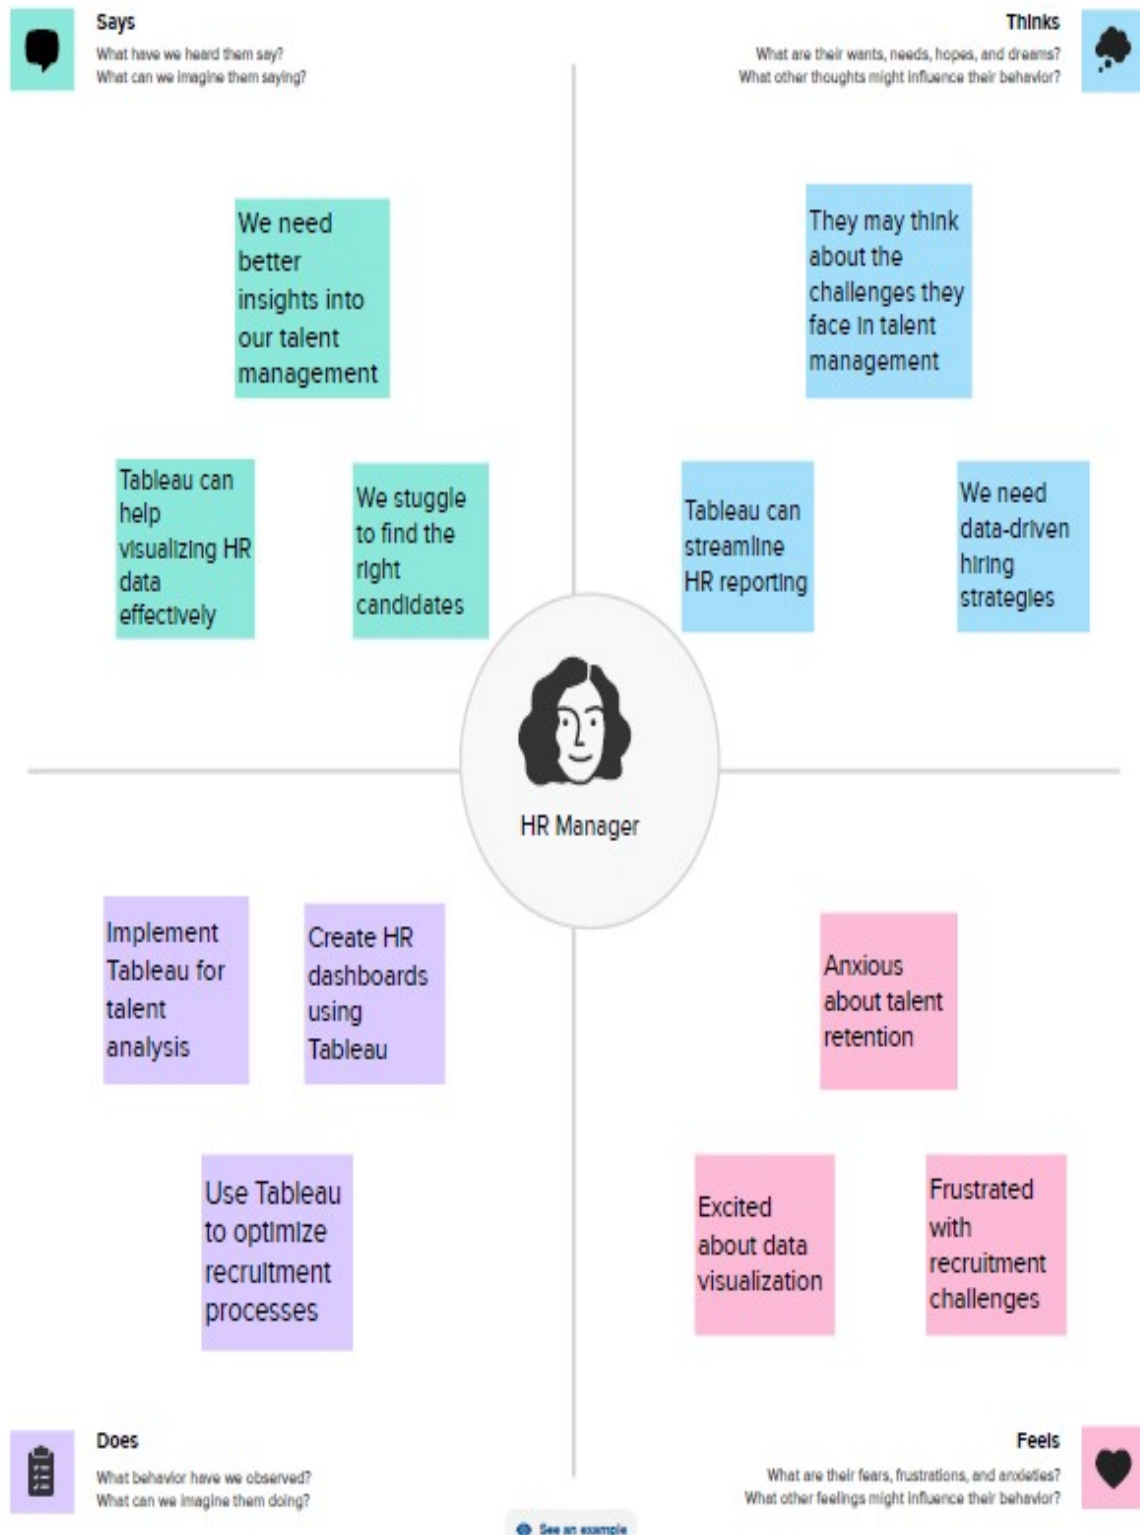 Says
What have we heard them say?
What can we imagine them saying?
Thinks
What are their wants, needs, hopes, and dreams?
What other thoughts might influence their behavior?
We need
better
insights into
our talent
management
Tableau can
help
visualizing HR
data
effectively
We stuggle
to find the
right
candidates
They may think
about the
challenges they
face in talent
management
Tableau can
streamline
HR reporting
We need
data-driven
hiring
strategies
HR Manager
Implement
Tableau for
talent
analysis
Create HR
dashboards
using
Tableau
Use Tableau
to optimize
recruitment
processes
Anxious
about talent
retention
Excited
about data
visualization
Frustrated
with
recruitment
challenges
Does
What behavior have we observed?
What can we imagine them doing?
Feels
What are their fears, frustrations, and anxieties?
What other feelings might influence their behavior?
See an example